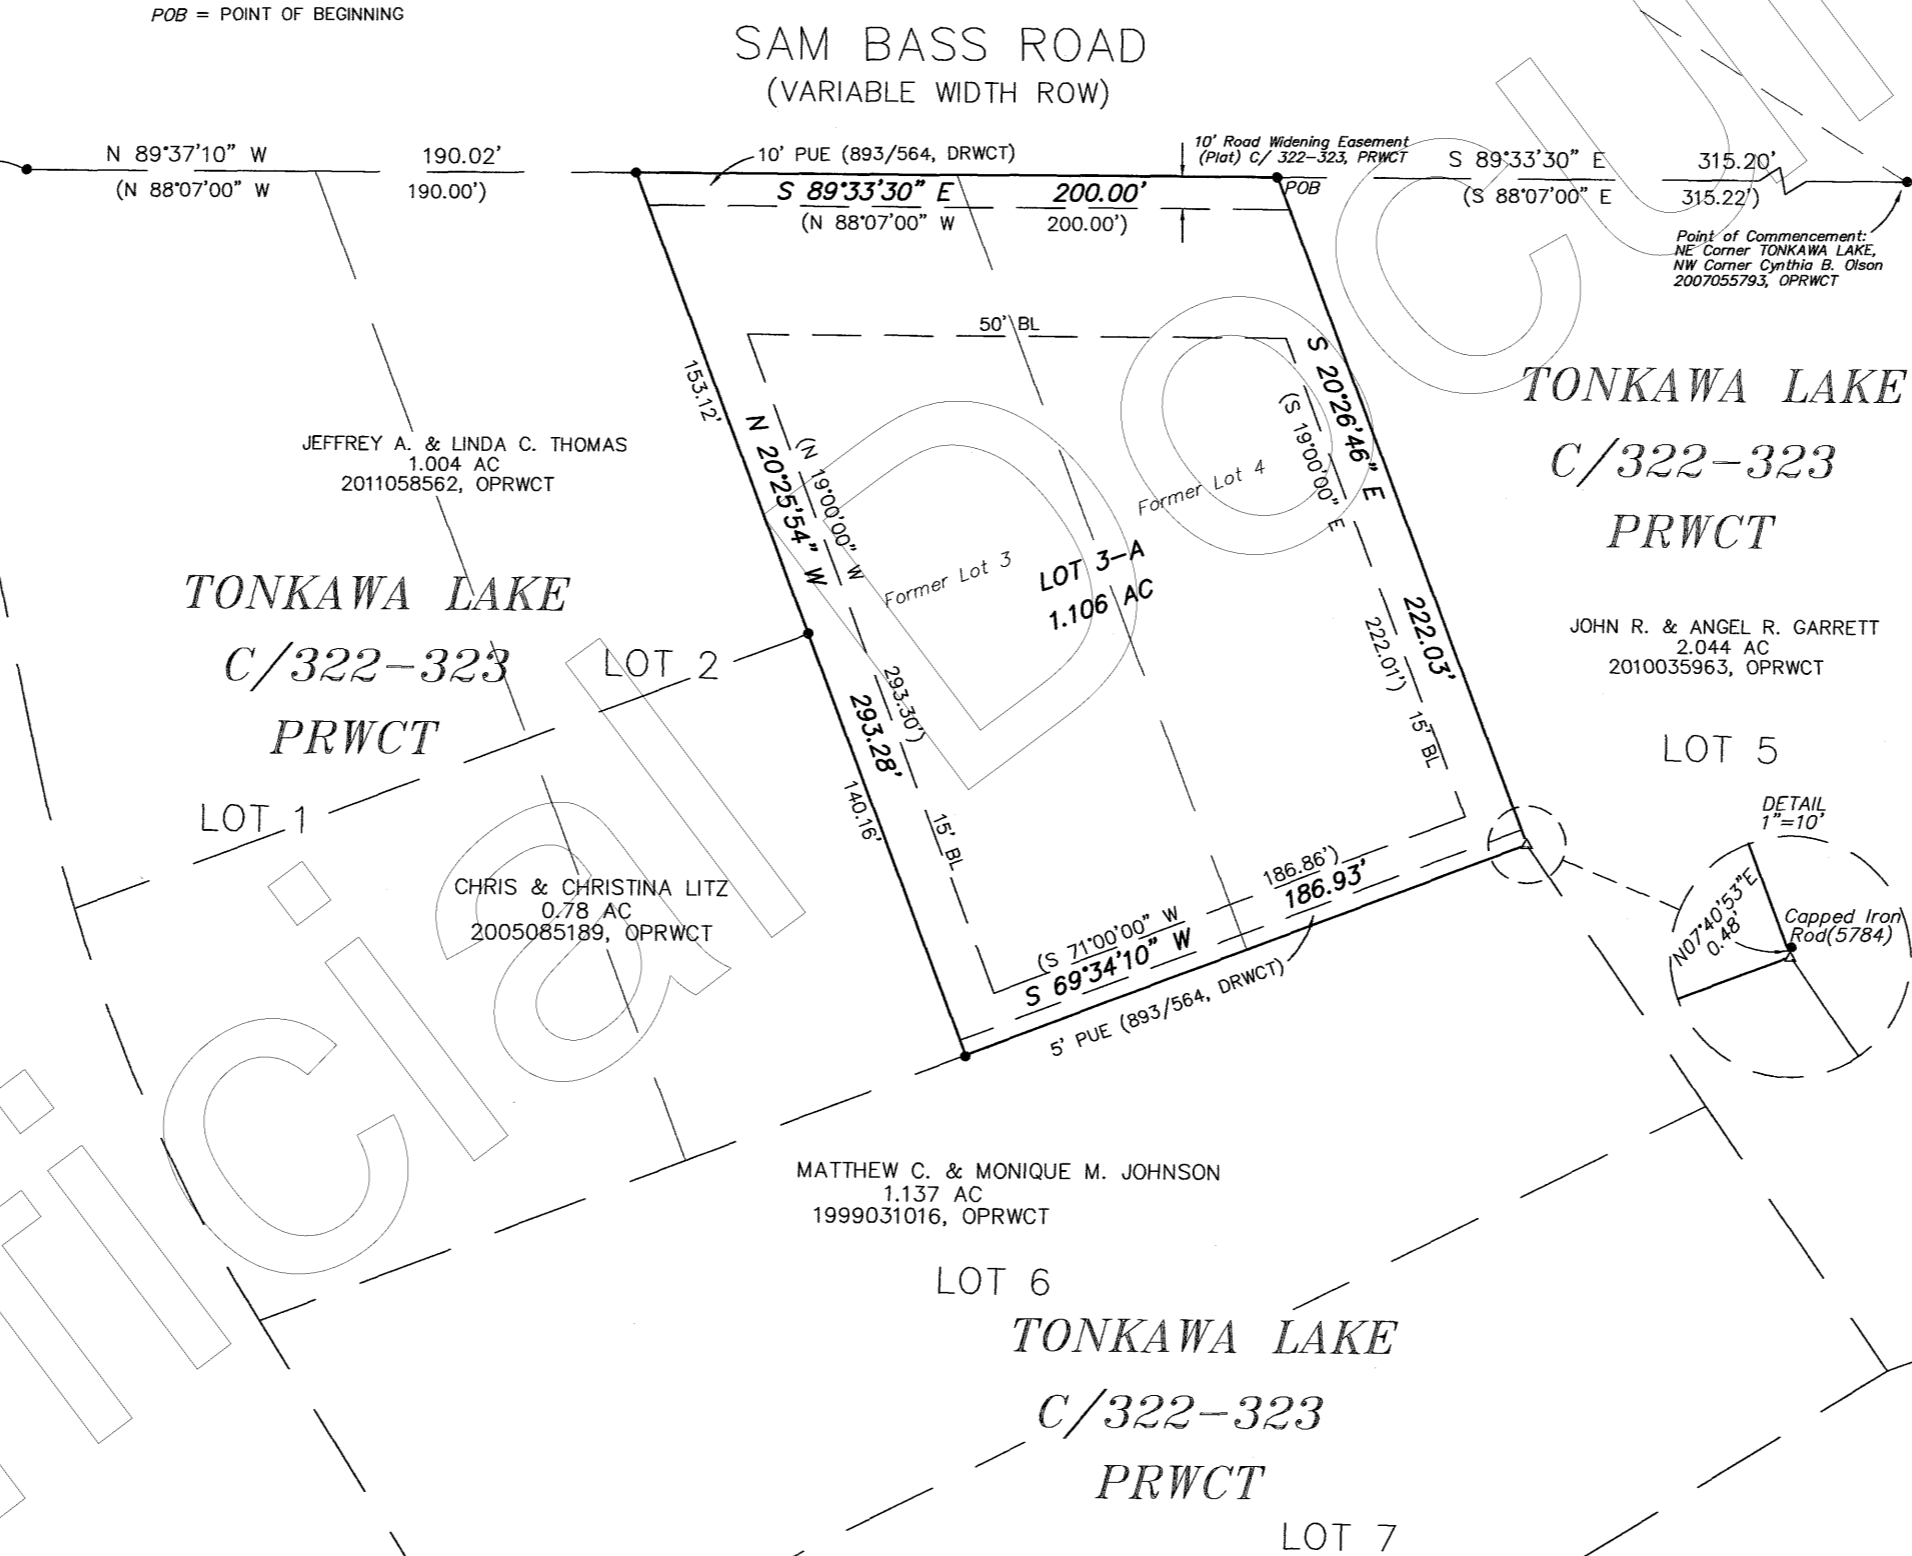 POB = POINT OF BEGINNING
SAM BASS ROAD
(VARIABLE WIDTH ROW)
N 89°37'10" W 190.02'
(N 88°07'00" W 190.00')
10' PUE (893/564, DRWCT)
S 89°33'30" E 200.00'
(N 88°07'00" W 200.00')
10' Road Widening Easement
(Plat) C/ 322-323, PRWCT
POB
S 89°33'30" E 315.20'
(S 88°07'00" E 315.22')
Point of Commencement:
NE Corner TONKAWA LAKE,
NW Corner Cynthia B. Olson
2007055793, OPRWCT
50' BL
153.12'
N 20°25'54" W 293.28'
(N 19°00'00" W 293.30')
140.16'
15' BL
S 20°26'46" E 222.03'
(S 19°00'00" E 222.01')
15' BL
Former Lot 3
Former Lot 4
LOT 3-A
1.106 AC
(S 71°00'00" W 186.86')
S 69°34'10" W 186.93'
5' PUE (893/564, DRWCT)
JEFFREY A. & LINDA C. THOMAS
1.004 AC
2011058562, OPRWCT
TONKAWA LAKE
C/322-323
PRWCT
LOT 2
LOT 1
CHRIS & CHRISTINA LITZ
0.78 AC
2005085189, OPRWCT
TONKAWA LAKE
C/322-323
PRWCT
JOHN R. & ANGEL R. GARRETT
2.044 AC
2010035963, OPRWCT
LOT 5
DETAIL
1"=10'
N07°40'53"E
0.48'
Capped Iron
Rod(5784)
MATTHEW C. & MONIQUE M. JOHNSON
1.137 AC
1999031016, OPRWCT
LOT 6
TONKAWA LAKE
C/322-323
PRWCT
LOT 7
ficial Docu